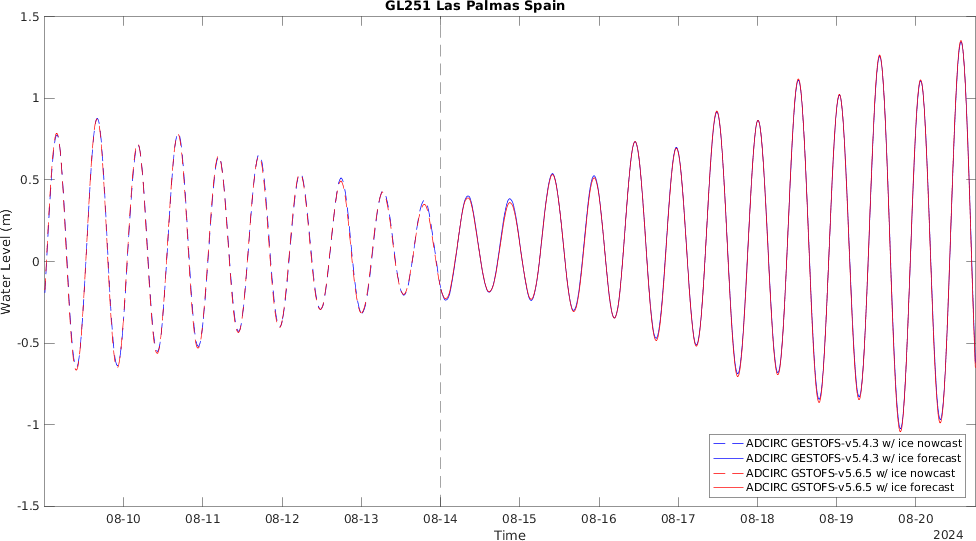 GL251 Las Palmas Spain
1.5
1
0.5
0
-0.5
-1
-1.5
Water Level (m)
08-10 08-11 08-12 08-13 08-14 08-15 08-16 08-17 08-18 08-19 08-20
Time
2024
ADCIRC GESTOFS-v5.4.3 w/ ice nowcast
ADCIRC GESTOFS-v5.4.3 w/ ice forecast
ADCIRC GSTOFS-v5.6.5 w/ ice nowcast
ADCIRC GSTOFS-v5.6.5 w/ ice forecast